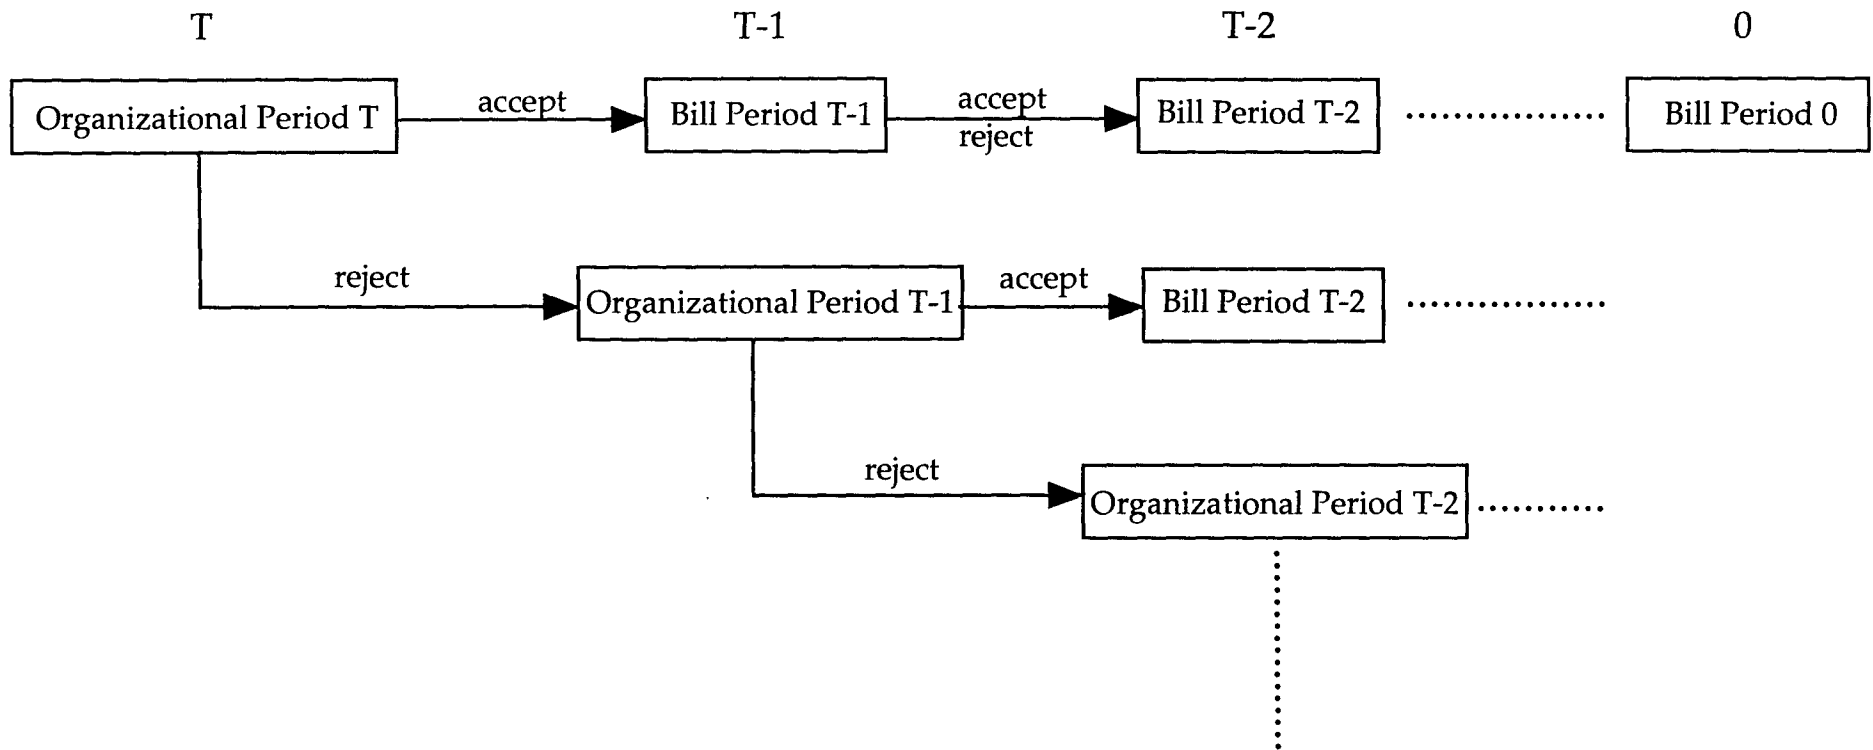 T
T-1
T-2
0
Organizational Period T
accept
Bill Period T-1
accept
reject
Bill Period T-2
Bill Period 0
reject
Organizational Period T-1
accept
Bill Period T-2
reject
Organizational Period T-2